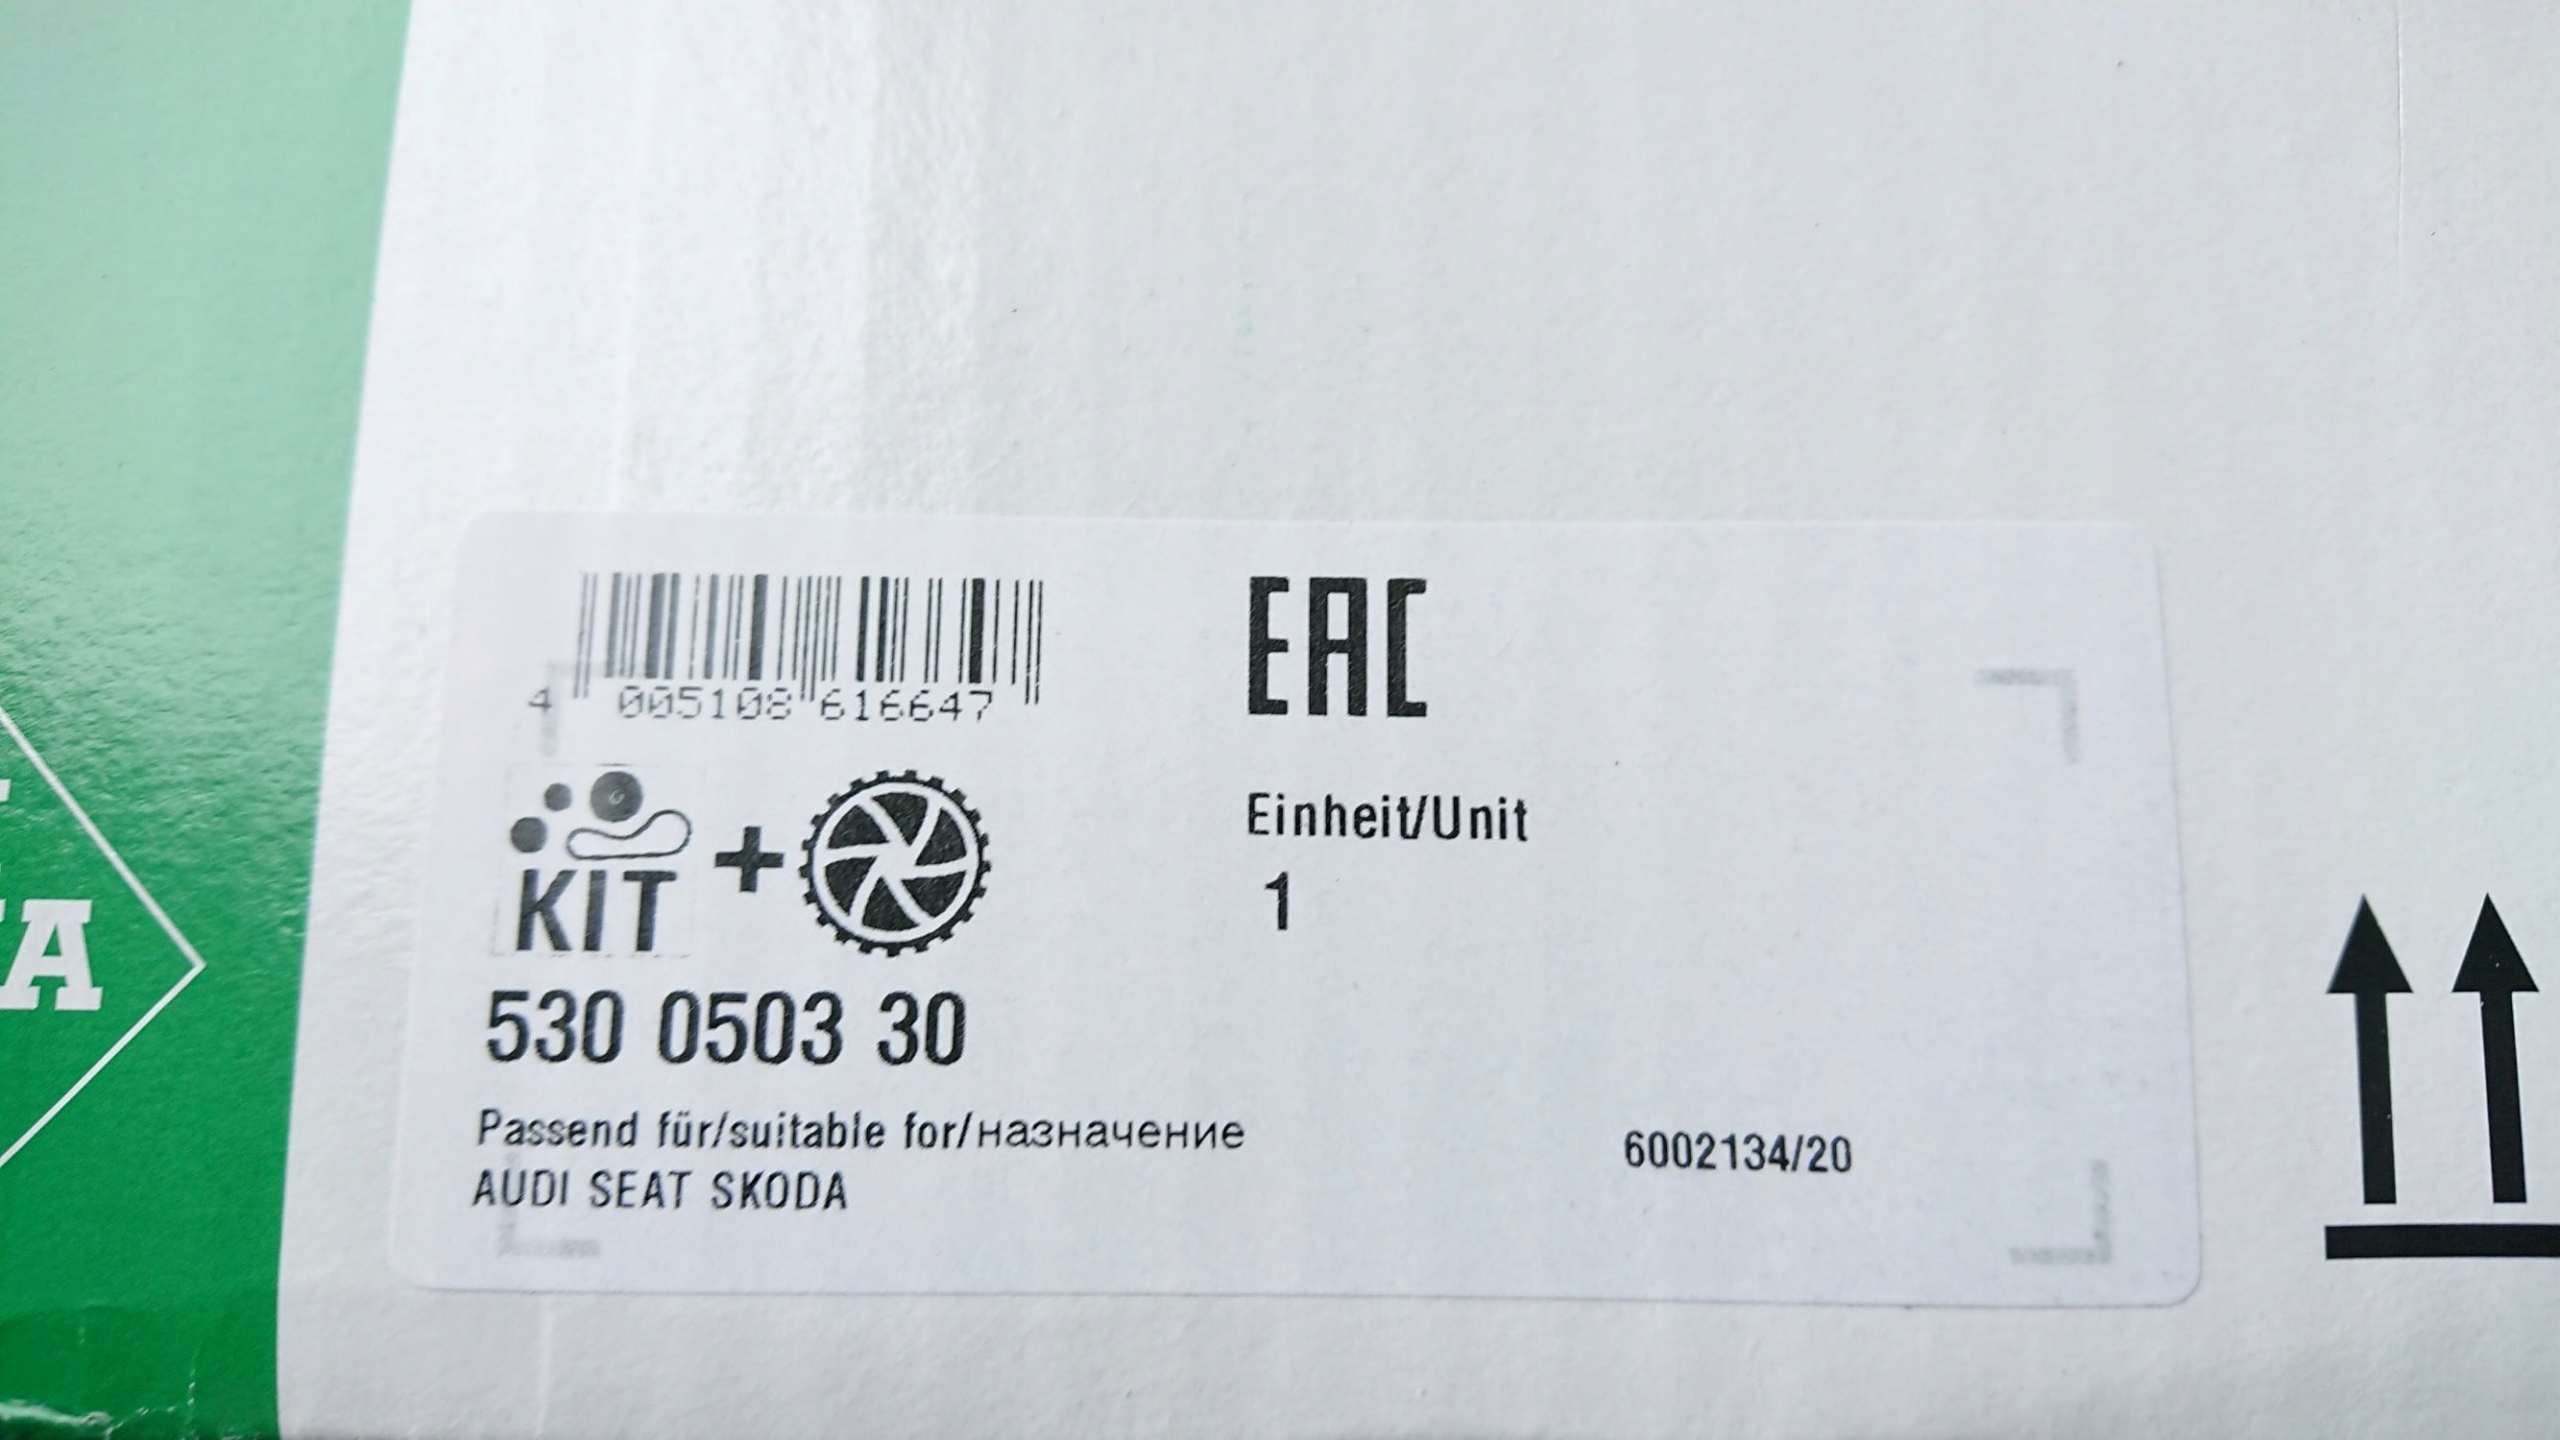 4 005108 616647
EAC
KIT +
Einheit/Unit
1
530 0503 30
Passend für/suitable for/назначение
AUDI SEAT SKODA
6002134/20